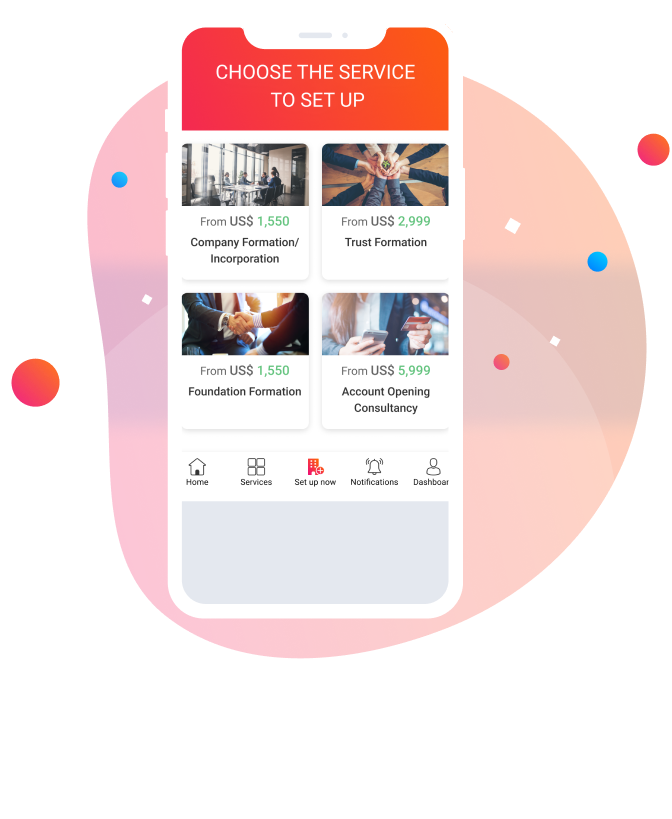 CHOOSE THE SERVICE
TO SET UP
From US$ 1,550
Company Formation/
Incorporation
From US$ 2,999
Trust Formation
From US$ 1,550
Foundation Formation
From US$ 5,999
Account Opening
Consultancy
Home
Services
Set up now
Notifications
Dashboar